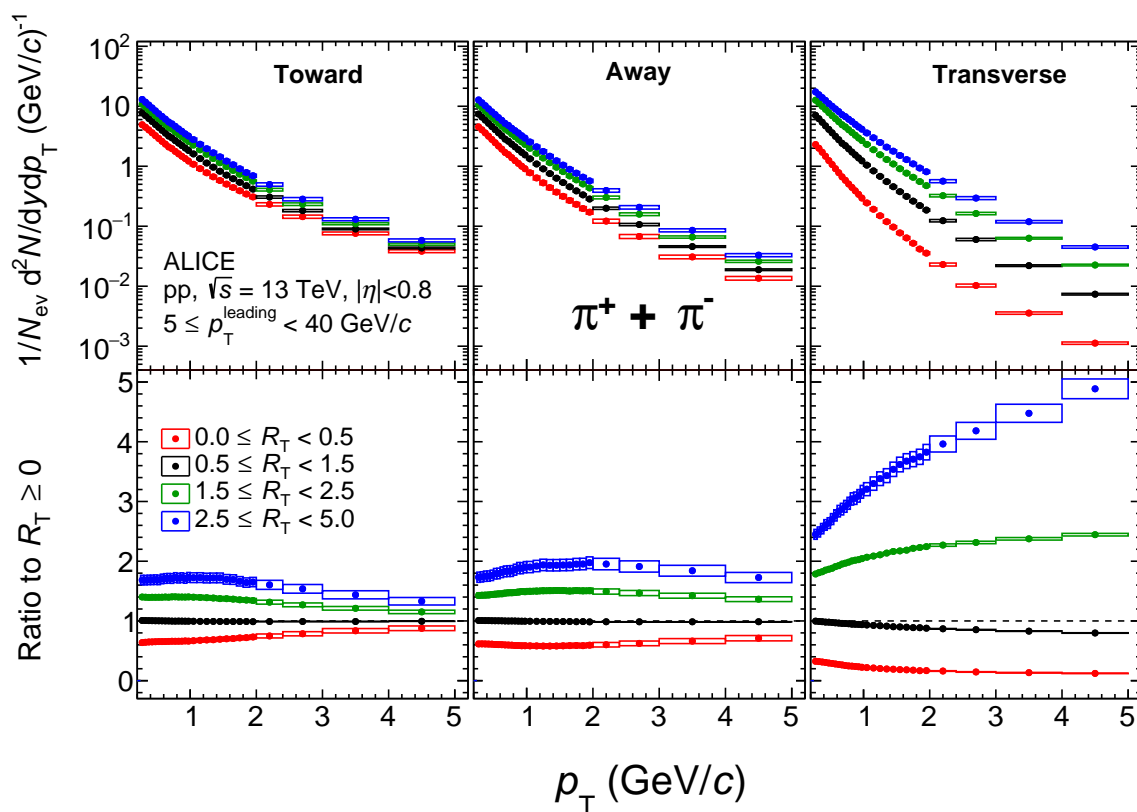 1/N_ev d²N/dydp_T (GeV/c)⁻¹
10²
10
1
10⁻¹
10⁻²
10⁻³
Toward
Away
Transverse
ALICE
pp, √s = 13 TeV, |η|<0.8
5 ≤ p_T^leading < 40 GeV/c
π⁺ + π⁻
Ratio to R_T ≥ 0
5
4
3
2
1
0
0.0 ≤ R_T < 0.5
0.5 ≤ R_T < 1.5
1.5 ≤ R_T < 2.5
2.5 ≤ R_T < 5.0
1 2 3 4 5 1 2 3 4 5 1 2 3 4 5
p_T (GeV/c)